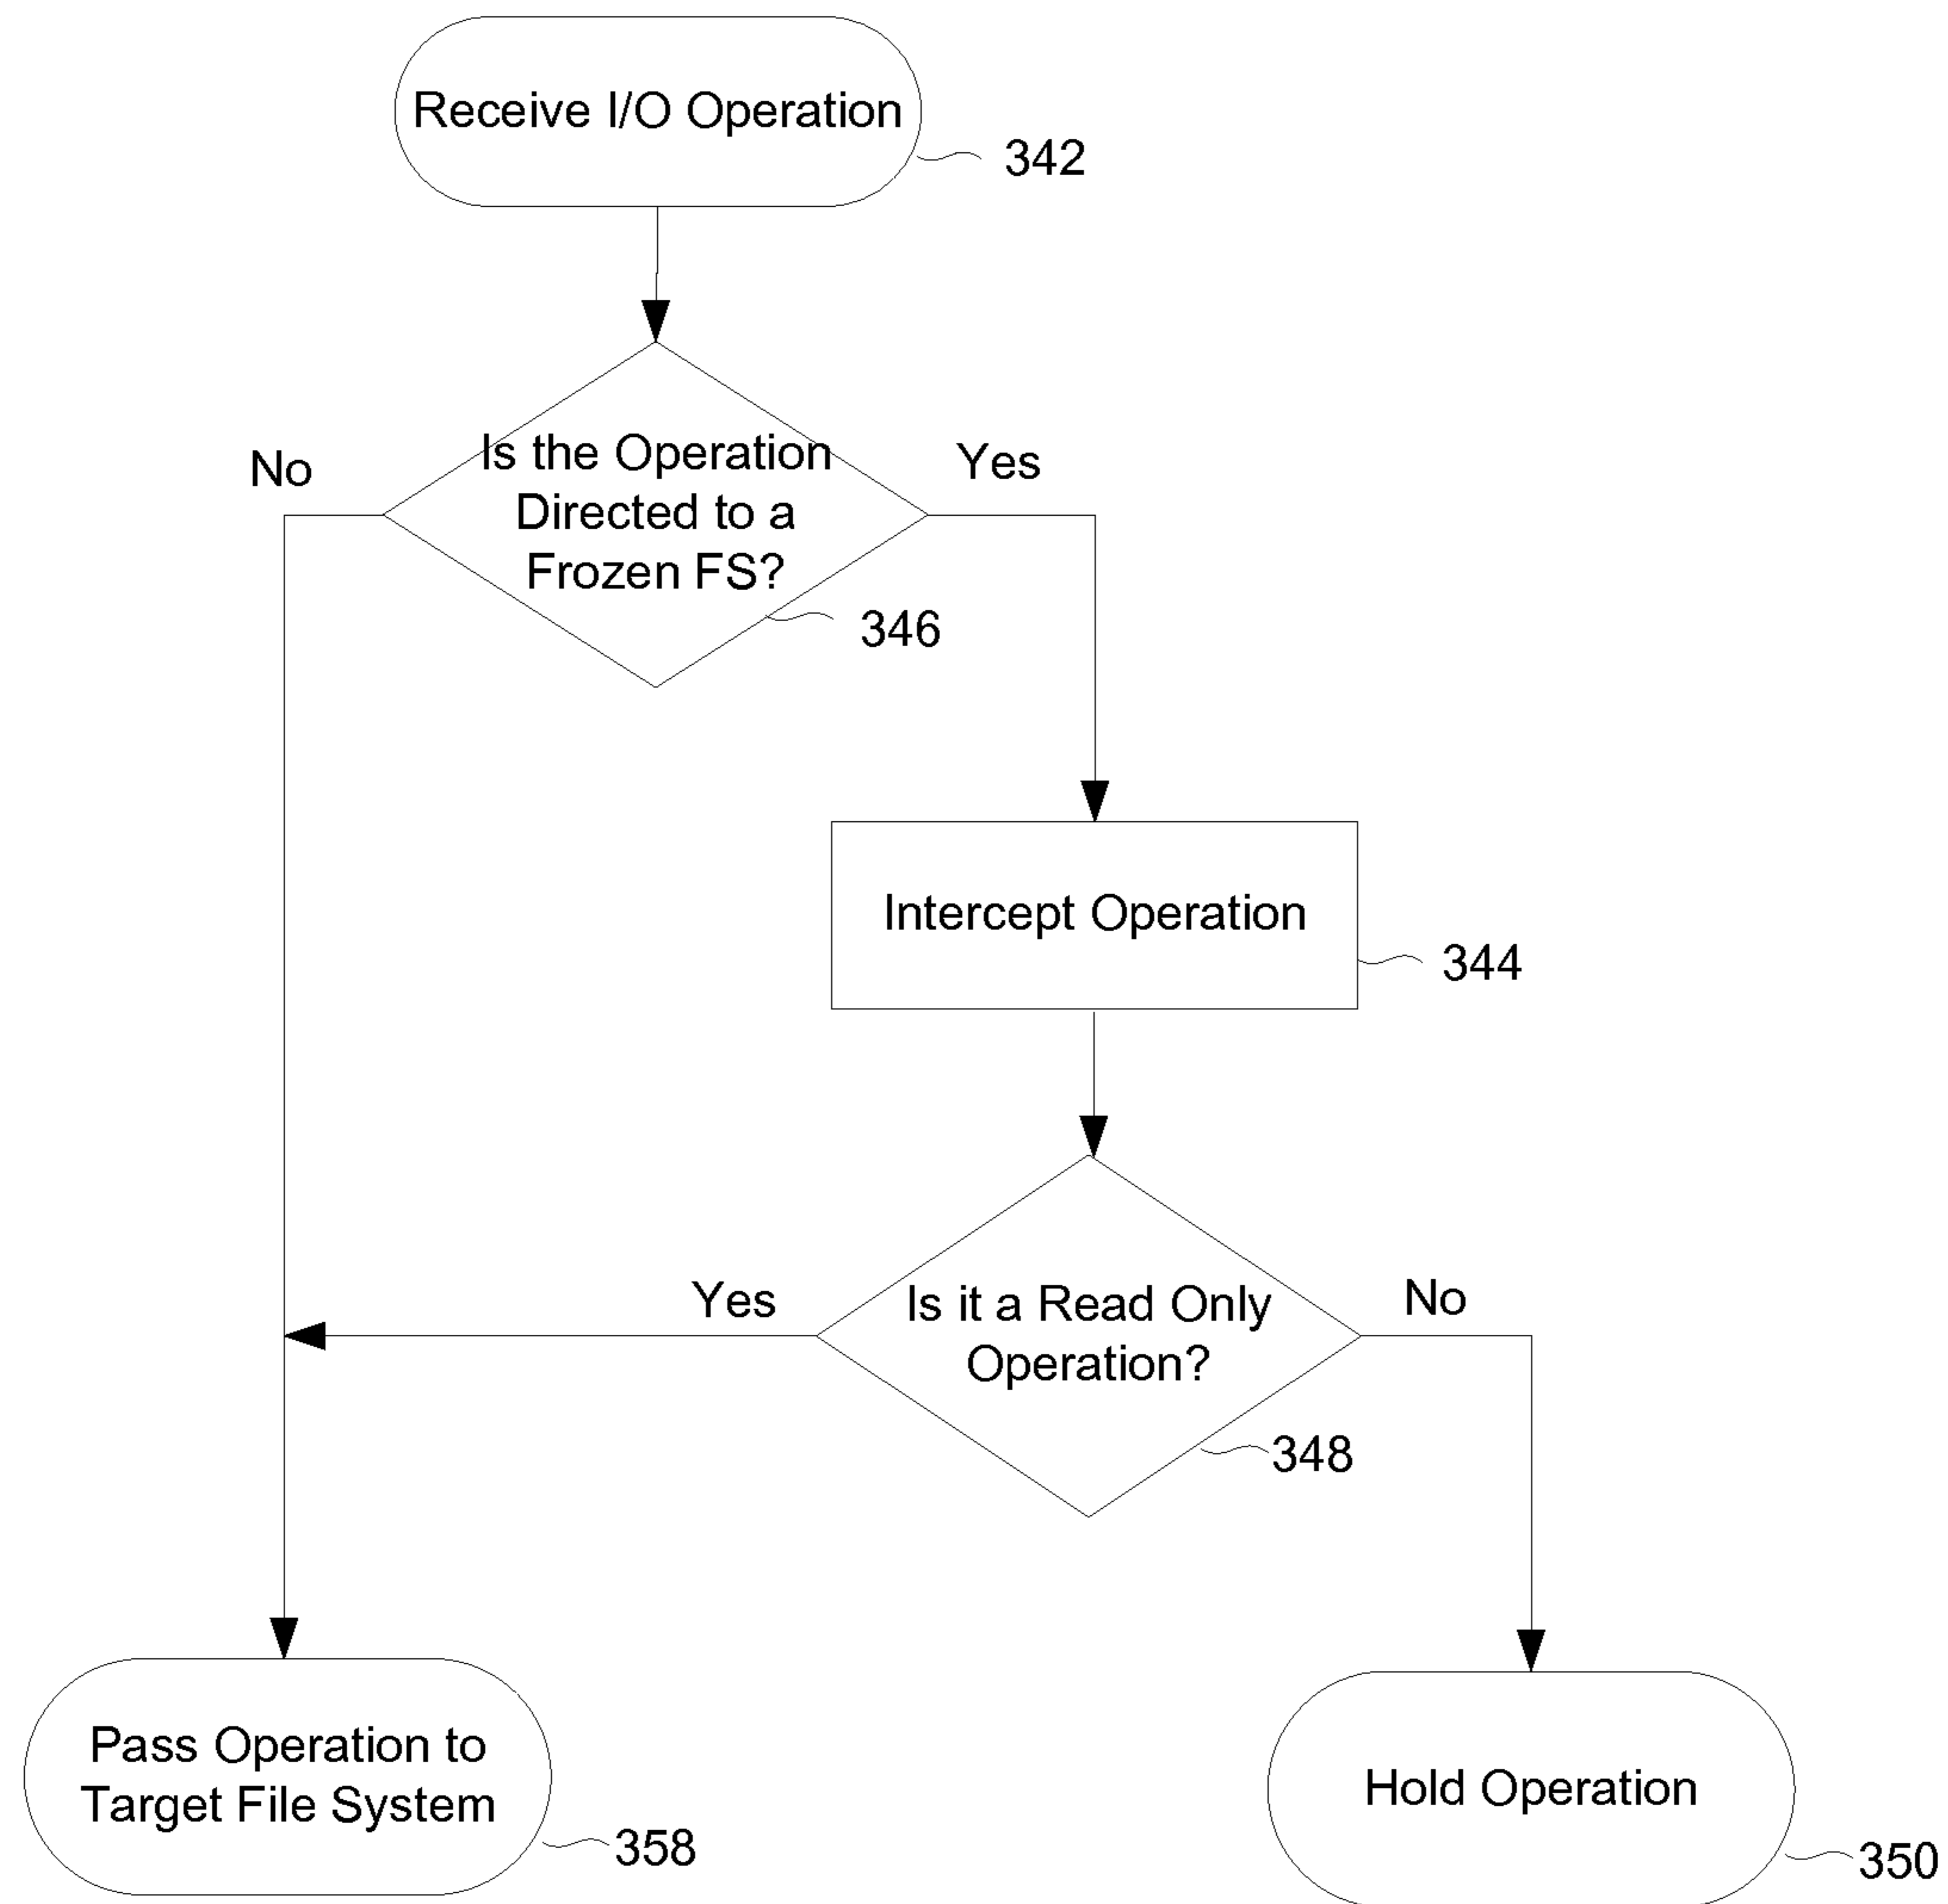 Receive I/O Operation
342
Is the Operation
Directed to a
Frozen FS?
No
Yes
346
Intercept Operation
344
Is it a Read Only
Operation?
Yes
No
348
Pass Operation to
Target File System
358
Hold Operation
350